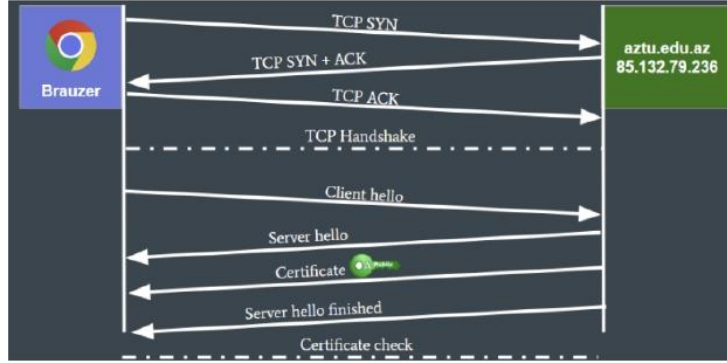 TCP SYN
aztu.edu.az
85.132.79.236
TCP SYN + ACK
Brauzer
TCP ACK
TCP Handshake
Client hello
Server hello
Certificate
Server hello finished
Certificate check